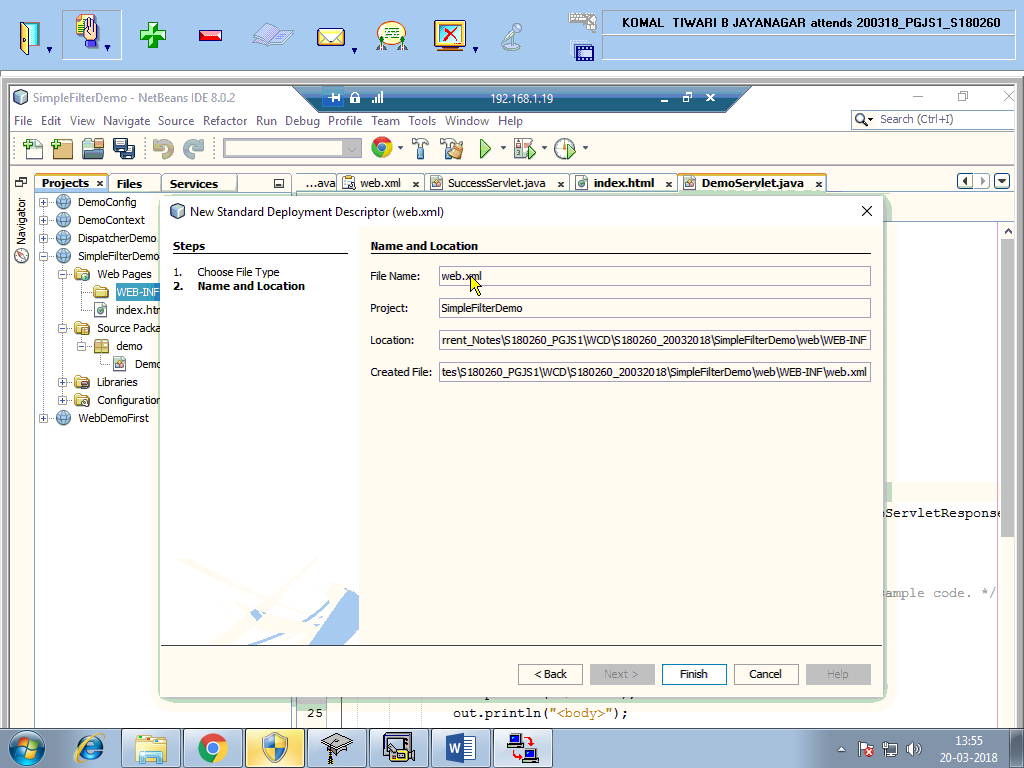 KOMAL TIWARI B JAYANAGAR attends 200318_PGJS1_S180260
SimpleFilterDemo - NetBeans IDE 8.0.2
192.168.1.19
File Edit View Navigate Source Refactor Run Debug Profile Team Tools Window Help
Search (Ctrl+I)
Projects x Files Services
...ava web.xml x SuccessServlet.java x index.html x DemoServlet.java x
Navigator
DemoConfig
DemoContext
DispatcherDemo
SimpleFilterDemo
Web Pages
WEB-INF
index.htm
Source Packa
demo
Demo
Libraries
Configuration
WebDemoFirst
New Standard Deployment Descriptor (web.xml)
Steps
1. Choose File Type
2. Name and Location
Name and Location
File Name: web.xml
Project: SimpleFilterDemo
Location: rrent_Notes\S180260_PGJS1\WCD\S180260_20032018\SimpleFilterDemo\web\WEB-INF
Created File: tes\S180260_PGJS1\WCD\S180260_20032018\SimpleFilterDemo\web\WEB-INF\web.xml
ServletResponse
ample code. */
< Back Next > Finish Cancel Help
25 out.println("<body>");
13:55
20-03-2018